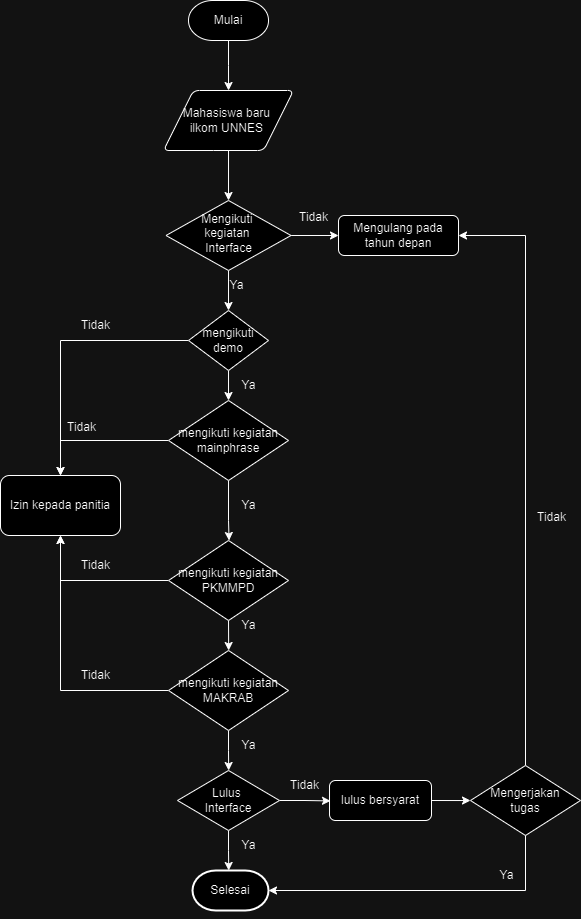 Mulai
Mahasiswa baru
ilkom UNNES
Mengikuti
kegiatan
Interface
Tidak
Mengulang pada
tahun depan
Ya
mengikuti
demo
Tidak
Ya
mengikuti kegiatan
mainphrase
Tidak
Izin kepada panitia
Ya
Tidak
mengikuti kegiatan
PKMMPD
Tidak
Ya
mengikuti kegiatan
MAKRAB
Tidak
Ya
Lulus
Interface
Tidak
lulus bersyarat
Mengerjakan
tugas
Ya
Ya
Selesai